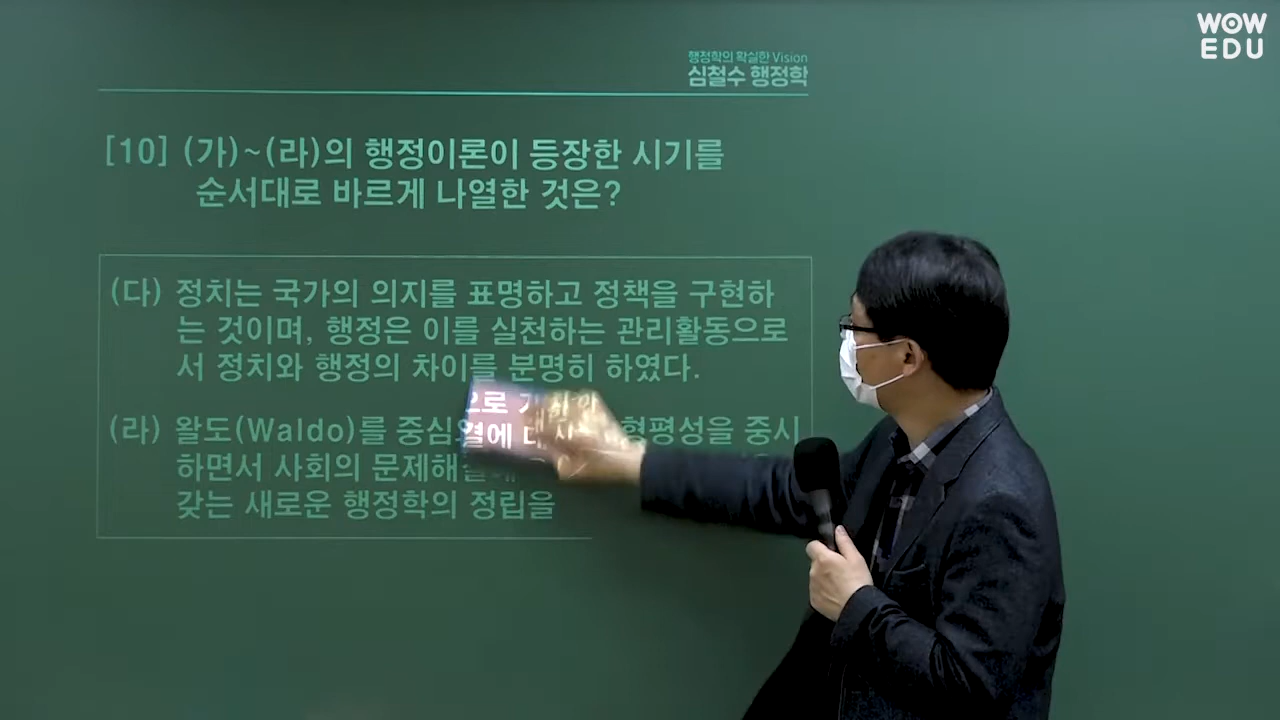 WOW
EDU
행정학의 확실한 Vision
심철수 행정학
[10] (가)~(라)의 행정이론이 등장한 시기를
순서대로 바르게 나열한 것은?
(다) 정치는 국가의 의지를 표명하고 정책을 구현하
는 것이며, 행정은 이를 실천하는 관리활동으로
서 정치와 행정의 차이를 분명히 하였다.
으로 개
(라) 왈도(Waldo)를 중심 결에 대 형평성을 중시
하면서 사회의 문제해결
갖는 새로운 행정학의 정립을